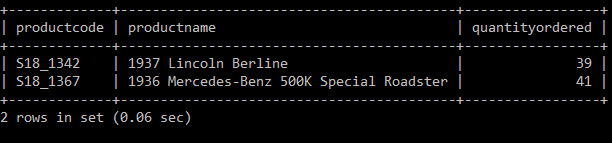 +-------------+---------------------------------------+-----------------+
| productcode | productname                           | quantityordered |
+-------------+---------------------------------------+-----------------+
| S18_1342    | 1937 Lincoln Berline                  |              39 |
| S18_1367    | 1936 Mercedes-Benz 500K Special Roadster |              41 |
+-------------+---------------------------------------+-----------------+
2 rows in set (0.06 sec)